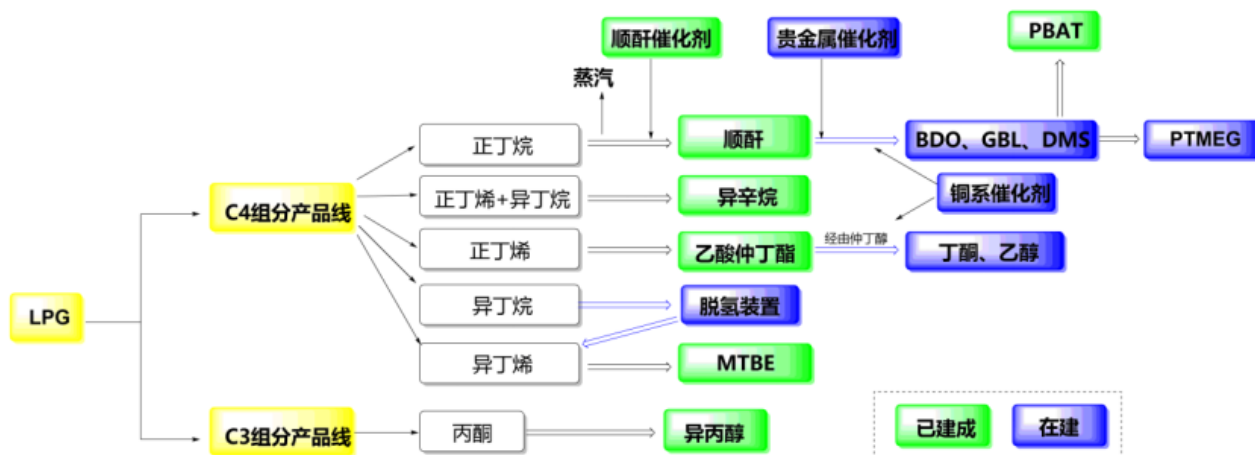 顺酐催化剂
贵金属催化剂
PBAT
蒸汽
正丁烷
顺酐
BDO、GBL、DMS
PTMEG
C4组分产品线
正丁烯+异丁烷
异辛烷
铜系催化剂
正丁烯
乙酸仲丁酯
经由仲丁醇
丁酮、乙醇
LPG
异丁烷
脱氢装置
异丁烯
MTBE
C3组分产品线
丙酮
异丙醇
已建成
在建